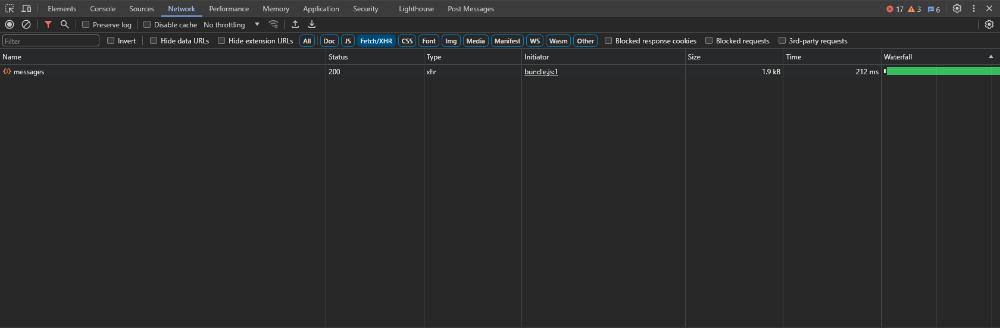 Elements Console Sources Network Performance Memory Application Security Lighthouse Post Messages 17 3 6
Preserve log Disable cache No throttling
Filter Invert Hide data URLs Hide extension URLs All Doc JS Fetch/XHR CSS Font Img Media Manifest WS Wasm Other Blocked response cookies Blocked requests 3rd-party requests
Name Status Type Initiator Size Time Waterfall
messages 200 xhr bundle.js:1 1.9 kB 212 ms